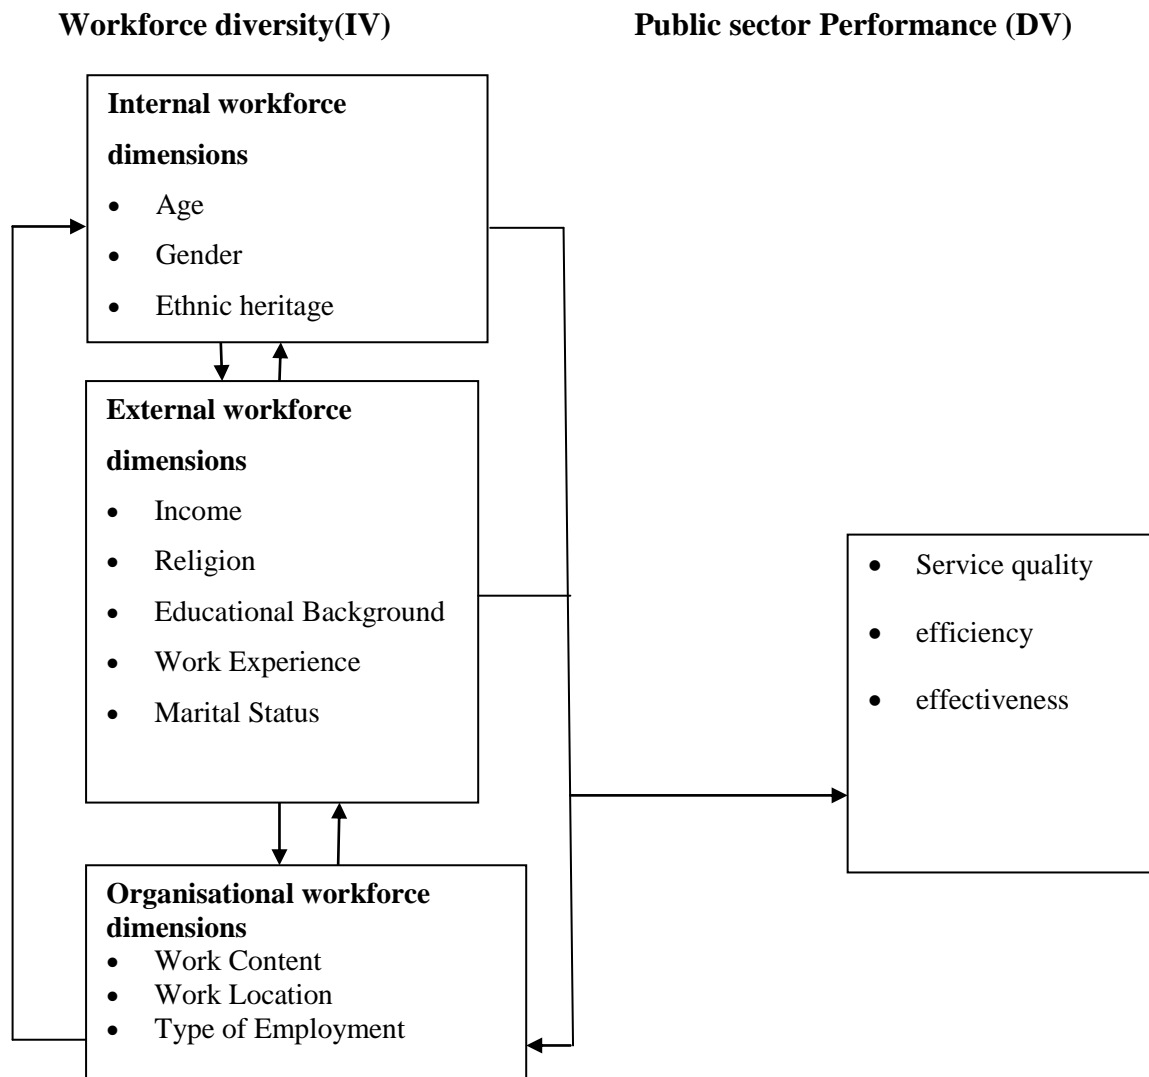 Workforce diversity(IV)
Public sector Performance (DV)
Internal workforce
dimensions
• Age
• Gender
• Ethnic heritage
External workforce
dimensions
• Income
• Religion
• Educational Background
• Work Experience
• Marital Status
• Service quality
• efficiency
• effectiveness
Organisational workforce
dimensions
• Work Content
• Work Location
• Type of Employment